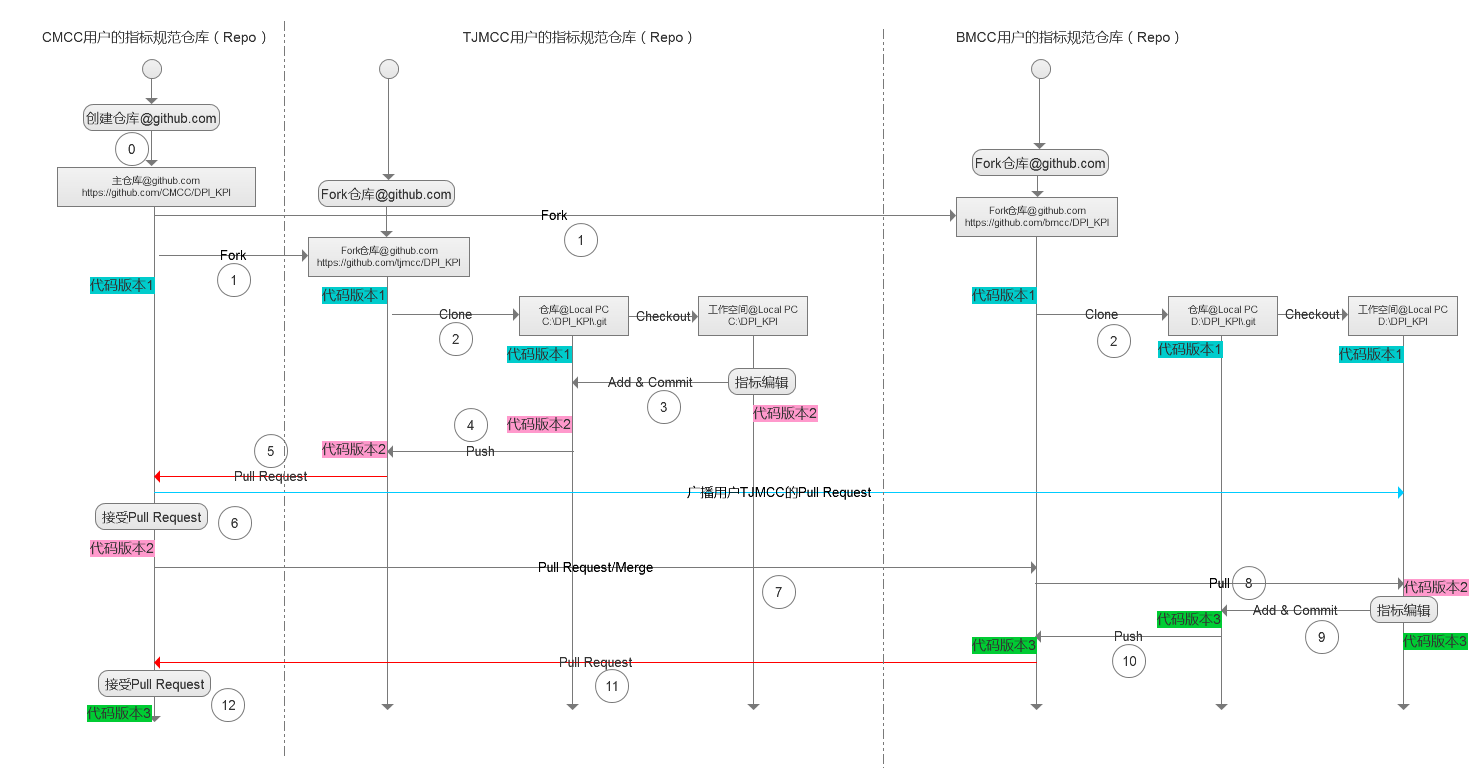 CMCC用户的指标规范仓库（Repo）
TJMCC用户的指标规范仓库（Repo）
BMCC用户的指标规范仓库（Repo）
创建仓库@github.com
0
主仓库@github.com
https://github.com/CMCC/DPI_KPI
Fork仓库@github.com
Fork仓库@github.com
Fork仓库@github.com
https://github.com/bmcc/DPI_KPI
Fork
1
Fork仓库@github.com
https://github.com/tjmcc/DPI_KPI
Fork
1
代码版本1
代码版本1
代码版本1
Clone
2
仓库@Local PC
C:\DPI_KPI\.git
Checkout
工作空间@Local PC
C:\DPI_KPI
Clone
2
仓库@Local PC
D:\DPI_KPI\.git
Checkout
工作空间@Local PC
D:\DPI_KPI
代码版本1
代码版本1
代码版本1
Add & Commit
指标编辑
3
代码版本2
代码版本2
4
代码版本2
Push
5
Pull Request
广播用户TJMCC的Pull Request
接受Pull Request
6
代码版本2
Pull Request/Merge
7
Pull
8
代码版本2
Add & Commit
指标编辑
9
代码版本3
代码版本3
代码版本3
Push
10
Pull Request
11
接受Pull Request
12
代码版本3